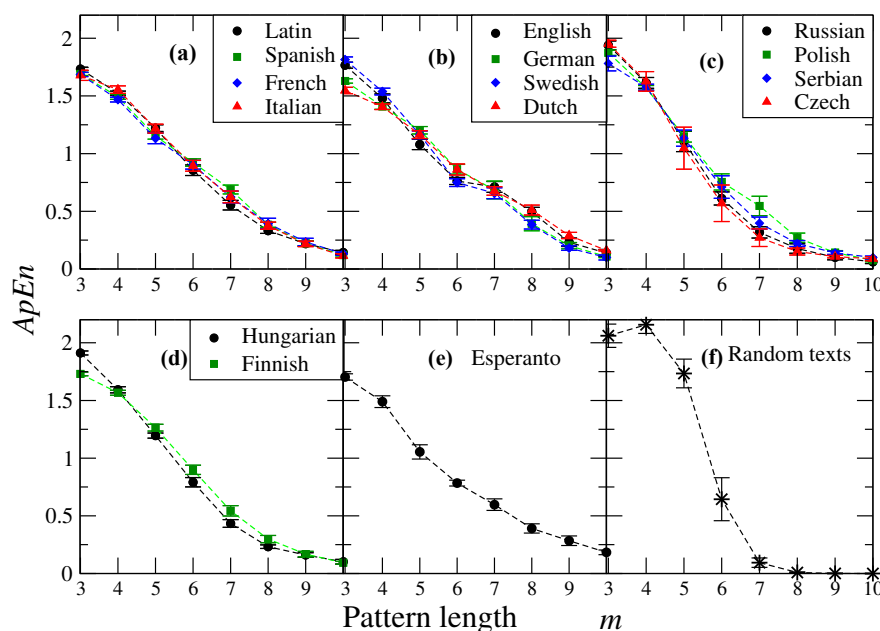 ApEn
2
1.5
1
0.5
0
(a)
Latin
Spanish
French
Italian
3 4 5 6 7 8 9
(b)
English
German
Swedish
Dutch
3 4 5 6 7 8 9
(c)
Russian
Polish
Serbian
Czech
3 4 5 6 7 8 9 10
2
1.5
1
0.5
0
(d)
Hungarian
Finnish
3 4 5 6 7 8 9
(e) Esperanto
3 4 5 6 7 8 9
(f) Random texts
3 4 5 6 7 8 9 10
Pattern length m